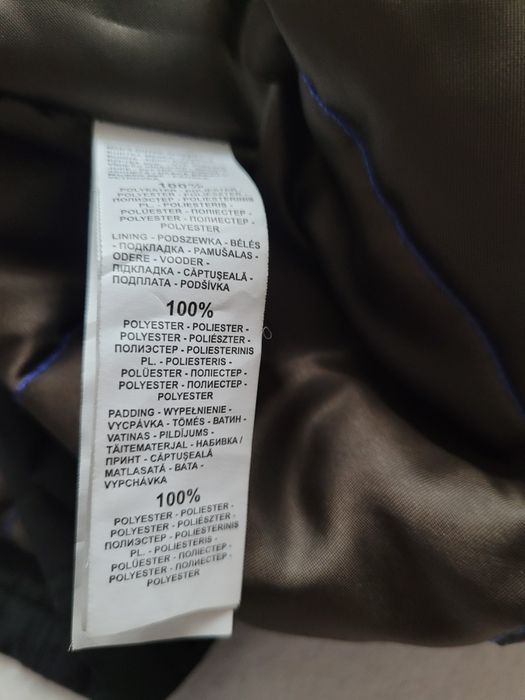 100%
POLYESTER - POLIESTER -
POLYESTER - POLIÉSZTER -
ПОЛИЭСТЕР - POLIESTERINIS
PL. - POLIESTERIS -
POLÜESTER - ПОЛІЕСТЕР -
POLYESTER - ПОЛИЕСТЕР -
POLYESTER
LINING - PODSZEWKA - BÉLÉS
- ПОДКЛАДКА - PAMUŠALAS -
ODERE - VOODER -
ПІДКЛАДКА - CĂPTUŞEALĂ -
ПОДПЛАТА - PODŠÍVKA
100%
POLYESTER - POLIESTER -
POLYESTER - POLIÉSZTER -
ПОЛИЭСТЕР - POLIESTERINIS
PL. - POLIESTERIS -
POLÜESTER - ПОЛІЕСТЕР -
POLYESTER - ПОЛИЕСТЕР -
POLYESTER
PADDING - WYPEŁNIENIE -
VYCPÁVKA - TÖMÉS - ВАТИН -
VATINAS - PILDĪJUMS -
TÄITEMATERJAL - НАБИВКА /
ПРИНТ - CĂPTUŞEALĂ
MATLASATĂ - ВАТА -
VYPCHÁVKA
100%
POLYESTER - POLIESTER -
POLYESTER - POLIÉSZTER -
ПОЛИЭСТЕР - POLIESTERINIS
PL. - POLIESTERIS -
POLÜESTER - ПОЛІЕСТЕР -
POLYESTER - ПОЛИЕСТЕР -
POLYESTER